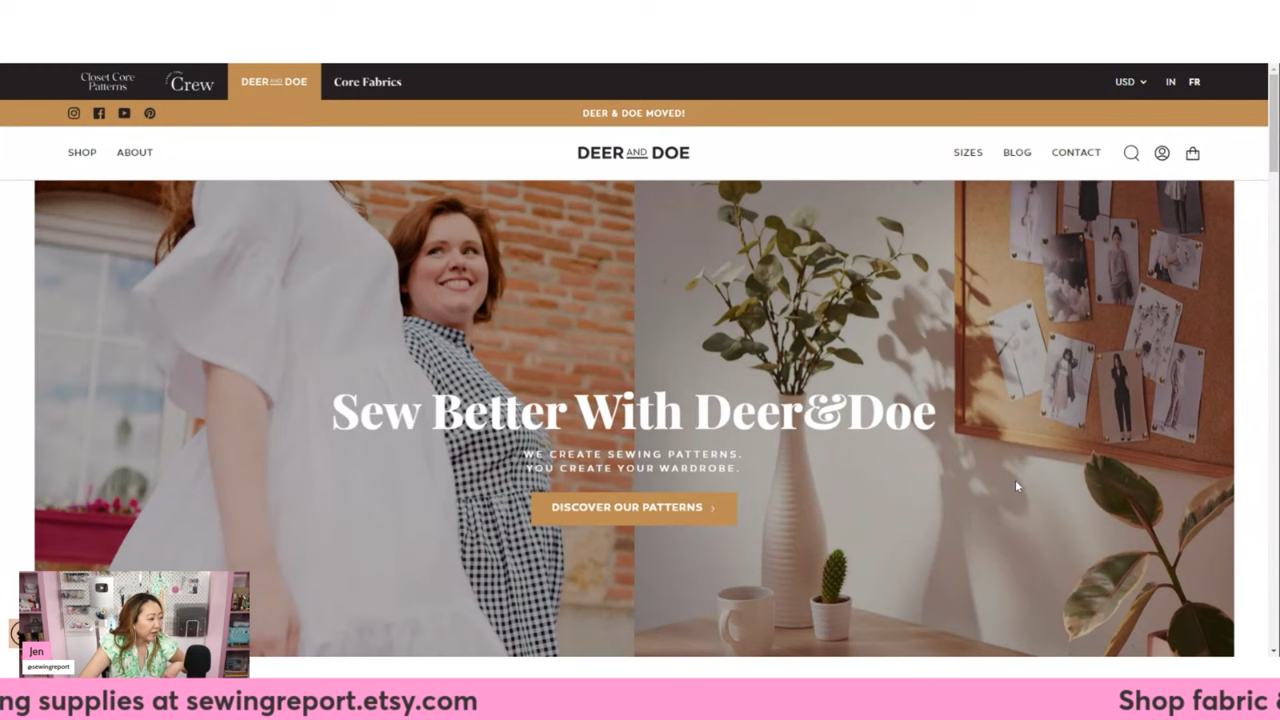 Closet Core
Patterns
Crew
DEER AND DOE
Core Fabrics
USD
IN
FR
DEER & DOE MOVED!
SHOP
ABOUT
DEER AND DOE
SIZES
BLOG
CONTACT
Sew Better With Deer&Doe
WE CREATE SEWING PATTERNS.
YOU CREATE YOUR WARDROBE.
DISCOVER OUR PATTERNS ›
Jen
@sewingreport
ng supplies at sewingreport.etsy.com
Shop fabric &